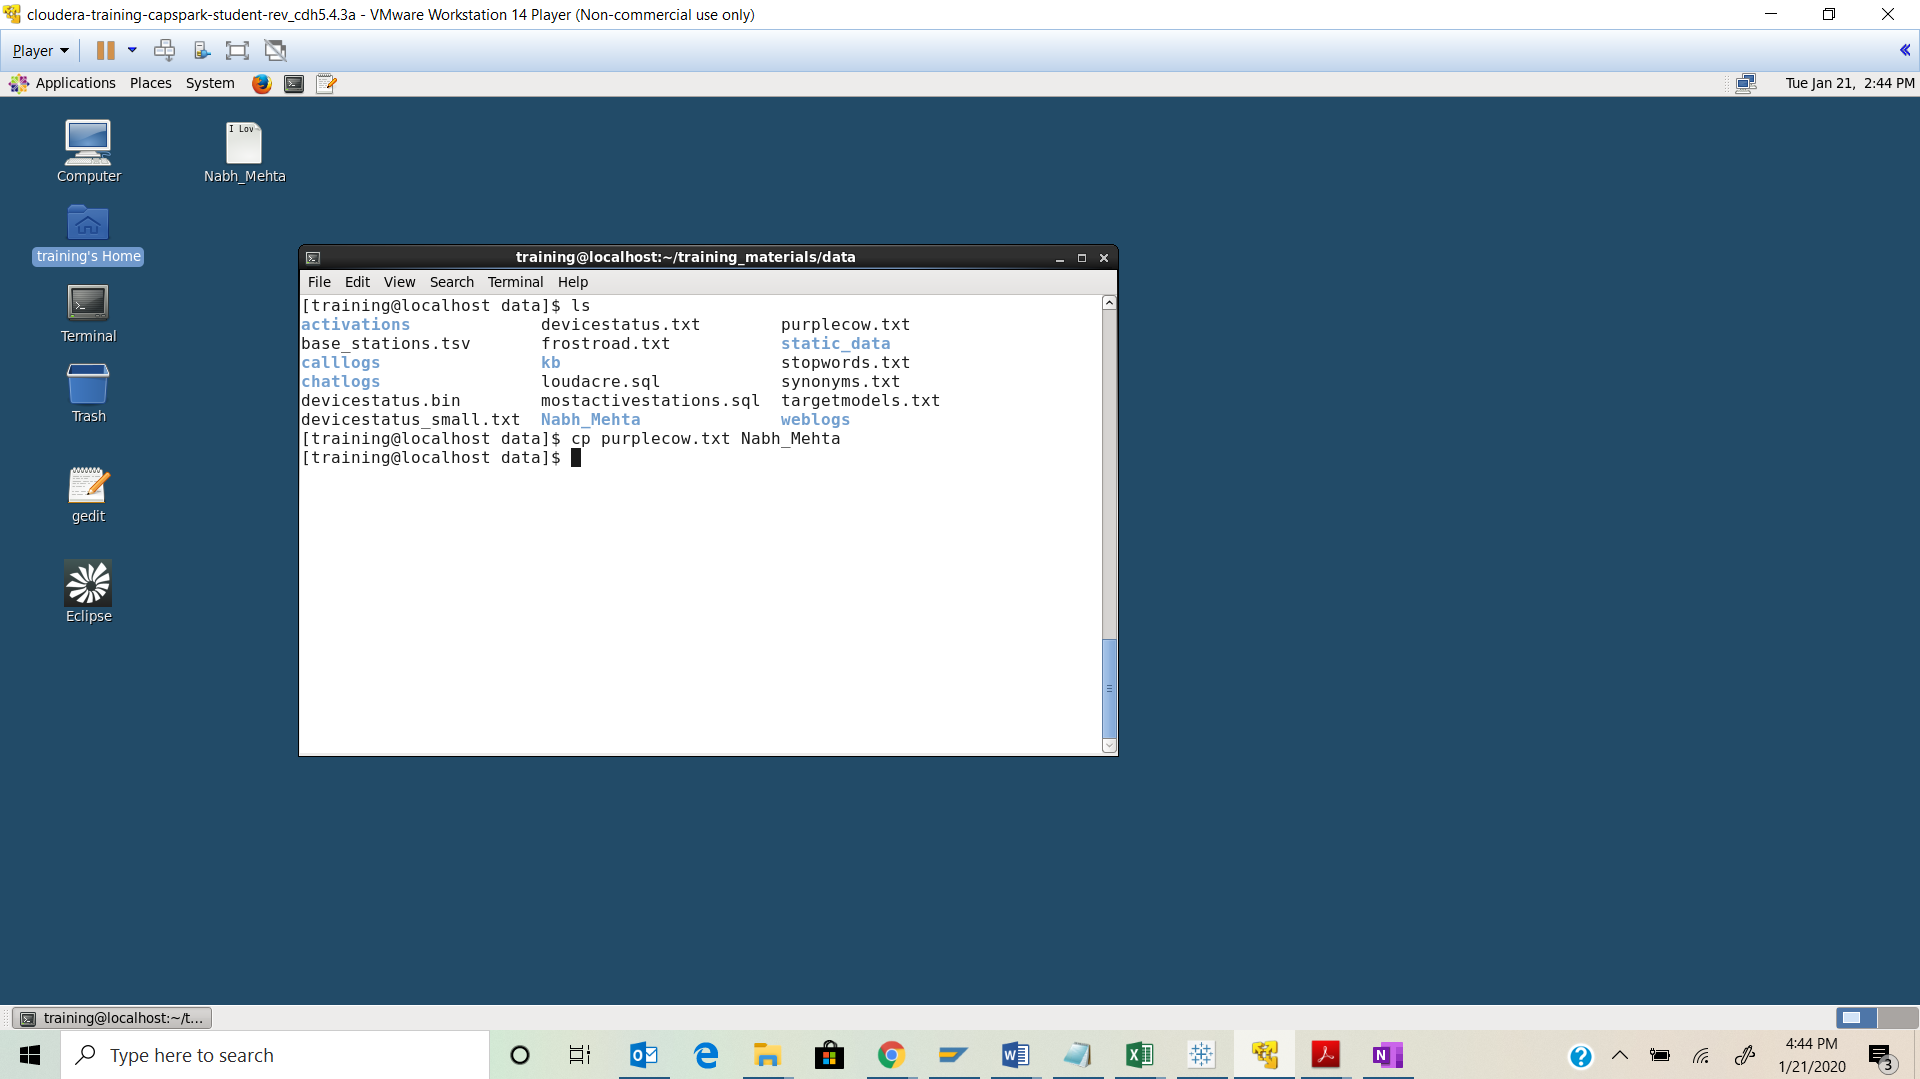 cloudera-training-capspark-student-rev_cdh5.4.3a - VMware Workstation 14 Player (Non-commercial use only)
Player
Applications Places System Tue Jan 21, 2:44 PM
I Lov
Computer Nabh_Mehta
training's Home
Terminal
Trash
gedit
Eclipse
training@localhost:~/training_materials/data
File Edit View Search Terminal Help
[training@localhost data]$ ls
activations devicestatus.txt purplecow.txt
base_stations.tsv frostroad.txt static_data
calllogs kb stopwords.txt
chatlogs loudacre.sql synonyms.txt
devicestatus.bin mostactivestations.sql targetmodels.txt
devicestatus_small.txt Nabh_Mehta weblogs
[training@localhost data]$ cp purplecow.txt Nabh_Mehta
[training@localhost data]$
training@localhost:~/t...
Type here to search
4:44 PM
1/21/2020
3